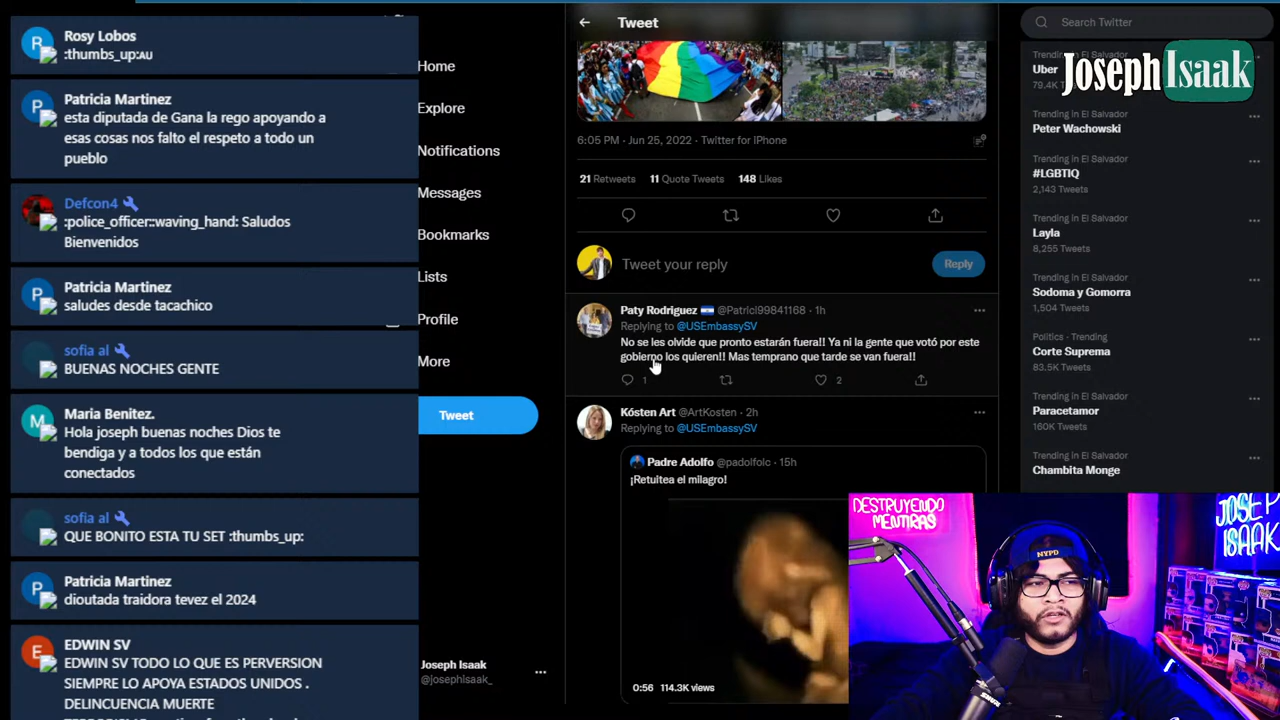 Rosy Lobos
:thumbs_up:AU
Patricia Martinez
esta diputada de Gana la rego apoyando a
esas cosas nos falto el respeto a todo un
pueblo
Defcon4
:police_officer::waving_hand: Saludos
Bienvenidos
Patricia Martinez
saludes desde tacachico
sofia al
BUENAS NOCHES GENTE
Maria Benitez.
Hola joseph buenas noches Dios te
bendiga y a todos los que están
conectados
sofia al
QUE BONITO ESTA TU SET :thumbs_up:
Patricia Martinez
dioutada traidora tevez el 2024
EDWIN SV
EDWIN SV TODO LO QUE ES PERVERSION
SIEMPRE LO APOYA ESTADOS UNIDOS .
DELINCUENCIA MUERTE
Home
Explore
Notifications
Messages
Bookmarks
Lists
Profile
More
Tweet
Joseph Isaak
@josephisaak_
Tweet
6:05 PM · Jun 25, 2022 · Twitter for iPhone
21 Retweets 11 Quote Tweets 148 Likes
Tweet your reply
Reply
Paty Rodriguez @Patrici99841168 · 1h
Replying to @USEmbassySV
No se les olvide que pronto estarán fuera!! Ya ni la gente que votó por este
gobierno los quieren!! Mas temprano que tarde se van fuera!!
1
2
Kósten Art @ArtKosten · 2h
Replying to @USEmbassySV
Padre Adolfo @padolfolc · 15h
¡Retuitea el milagro!
0:56 114.3K views
Search Twitter
JosephIsaak
Trending in El Salvador
Uber
79.4K
Trending in El Salvador
Peter Wachowski
Trending in El Salvador
#LGBTIQ
2,143 Tweets
Trending in El Salvador
Layla
8,255 Tweets
Trending in El Salvador
Sodoma y Gomorra
1,504 Tweets
Politics · Trending
Corte Suprema
83.5K Tweets
Trending in El Salvador
Paracetamor
160K Tweets
Trending in El Salvador
Chambita Monge
DESTRUYENDO
MENTIRAS
NYPD
ISAAK